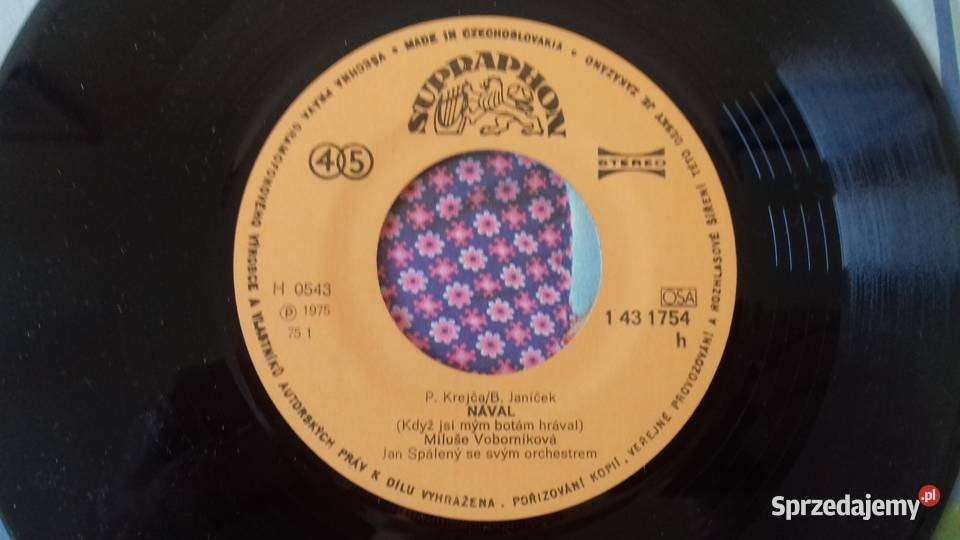 VŠECHNA PRÁVA GRAMOFONOVÉHO VÝROBCE A VLASTNÍKŮ AUTORSKÝCH PRÁV K DÍLU VYHRAŽENA . POŘIZOVÁNÍ KOPIÍ, VEŘEJNÉ PROVOZOVÁNÍ A ROZHLASOVÉ ŠÍŘENÍ TÉTO DESKY JE ZAKÁZÁNO • MADE IN CZECHOSLOVAKIA •
SUPRAPHON
45
STEREO
H 0543
℗ 1975
75 1
OSA
1 43 1754
h
P. Krejča/B. Janíček
NÁVAL
(Když jsi mým botám hrával)
Miluše Voborníková
Jan Spálený se svým orchestrem
Sprzedajemy.pl